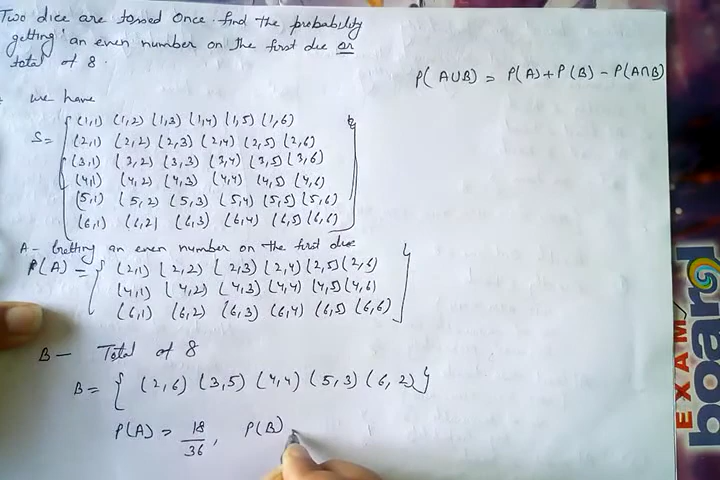 Two dice are tossed once. find the probability
getting an even number on the first die or
total of 8.
P(A∪B) = P(A)+P(B) - P(A∩B)
we have
S= { (1,1) (1,2) (1,3) (1,4) (1,5) (1,6)
(2,1) (2,2) (2,3) (2,4) (2,5) (2,6)
(3,1) (3,2) (3,3) (3,4) (3,5) (3,6)
(4,1) (4,2) (4,3) (4,4) (4,5) (4,6)
(5,1) (5,2) (5,3) (5,4) (5,5) (5,6)
(6,1) (6,2) (6,3) (6,4) (6,5) (6,6) }
A- Getting an even number on the first die
P(A) = { (2,1) (2,2) (2,3) (2,4) (2,5) (2,6)
(4,1) (4,2) (4,3) (4,4) (4,5) (4,6)
(6,1) (6,2) (6,3) (6,4) (6,5) (6,6) }
B- Total of 8
B= { (2,6) (3,5) (4,4) (5,3) (6,2) }
P(A) = 18/36, P(B)
EXAM
board